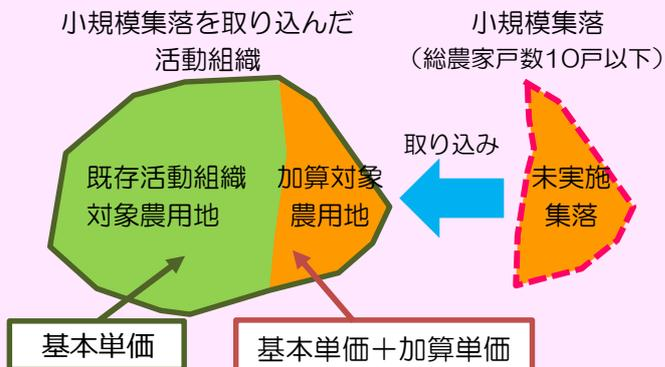 小規模集落を取り込んだ
活動組織
小規模集落
（総農家戸数10戸以下）
取り込み
既存活動組織
対象農用地
加算対象
農用地
未実施
集落
基本単価
基本単価＋加算単価